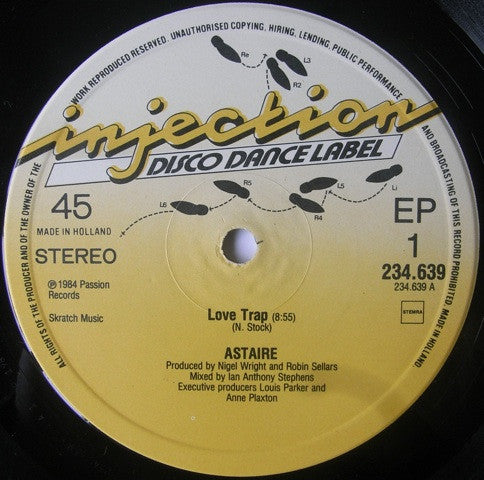 ALL RIGHTS OF THE PRODUCER AND OF THE OWNER OF THE WORK REPRODUCED RESERVED. UNAUTHORISED COPYING, HIRING, LENDING, PUBLIC PERFORMANCE AND BROADCASTING OF THIS RECORD PROHIBITED. MADE IN HOLLAND
Re
L3
R2
injection
DISCO DANCE LABEL
L6
R5
R4
L5
Li
45
MADE IN HOLLAND
STEREO
EP
1
234.639
234.639 A
℗ 1984 Passion
Records
Skratch Music
STEMRA
Love Trap (8:55)
(N. Stock)
ASTAIRE
Produced by Nigel Wright and Robin Sellars
Mixed by Ian Anthony Stephens
Executive producers Louis Parker and
Anne Plaxton